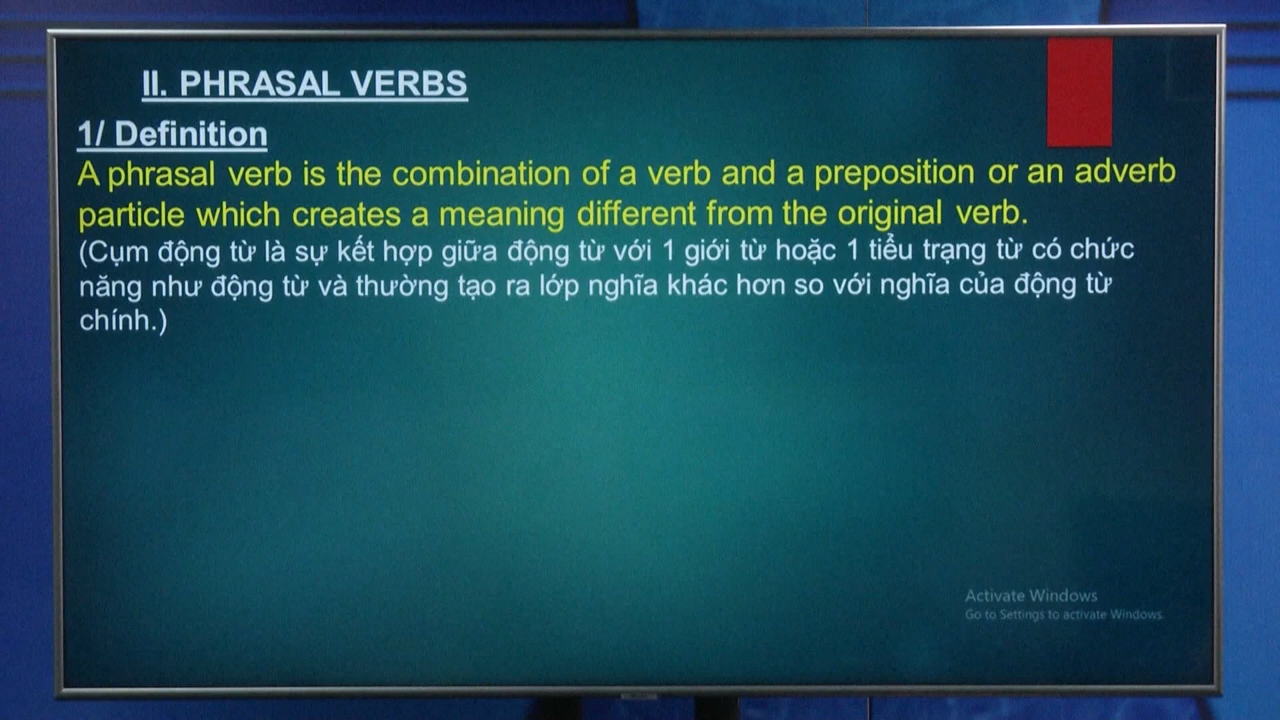 II. PHRASAL VERBS
1/ Definition
A phrasal verb is the combination of a verb and a preposition or an adverb
particle which creates a meaning different from the original verb.
(Cụm động từ là sự kết hợp giữa động từ với 1 giới từ hoặc 1 tiểu trạng từ có chức
năng như động từ và thường tạo ra lớp nghĩa khác hơn so với nghĩa của động từ
chính.)
Activate Windows
Go to Settings to activate Windows.